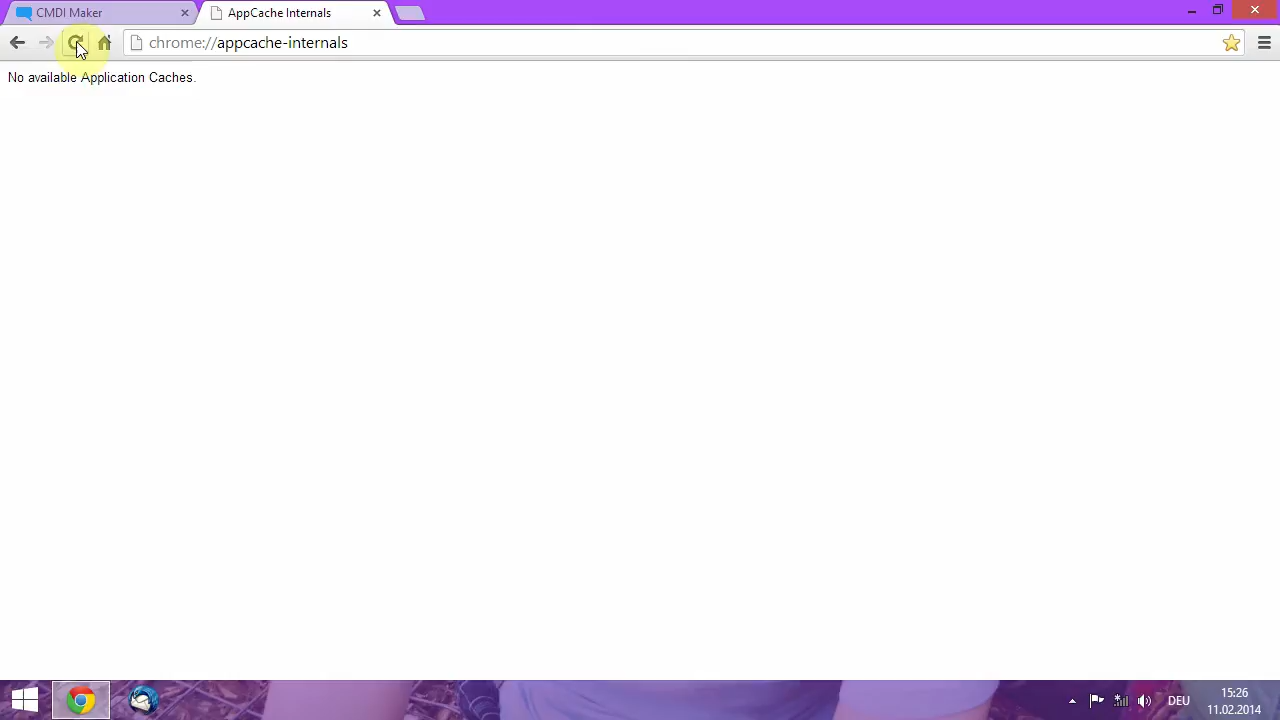 CMDI Maker
AppCache Internals
chrome://appcache-internals
No available Application Caches.
DEU
15:26
11.02.2014